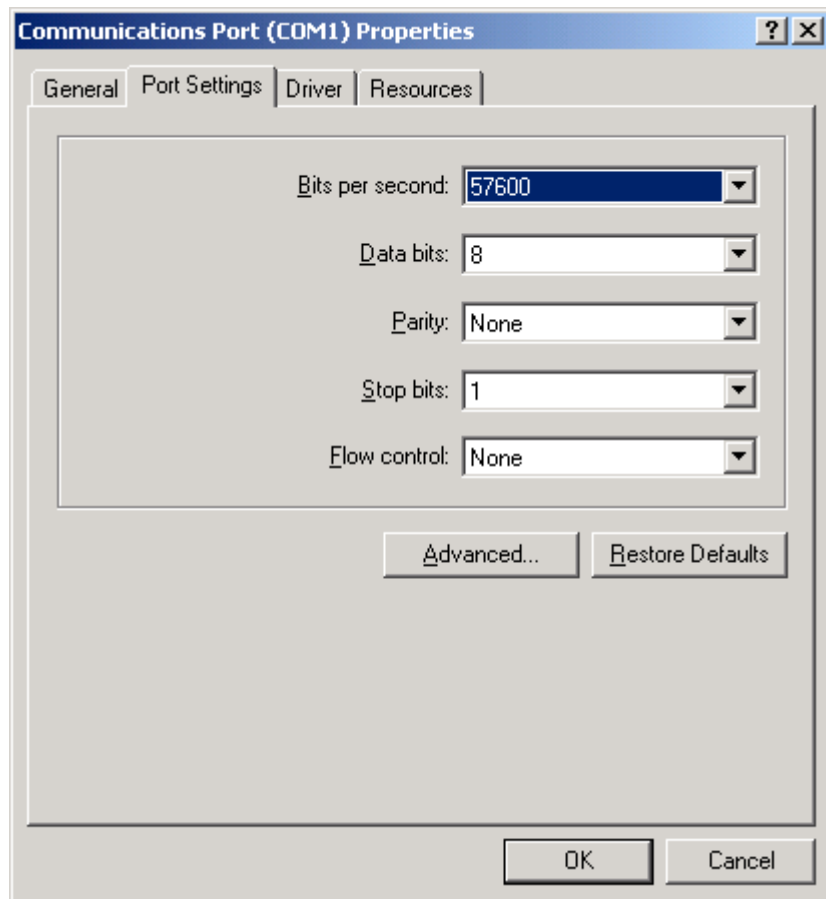 Communications Port (COM1) Properties
General Port Settings Driver Resources
Bits per second: 57600
Data bits: 8
Parity: None
Stop bits: 1
Flow control: None
Advanced... Restore Defaults
OK Cancel